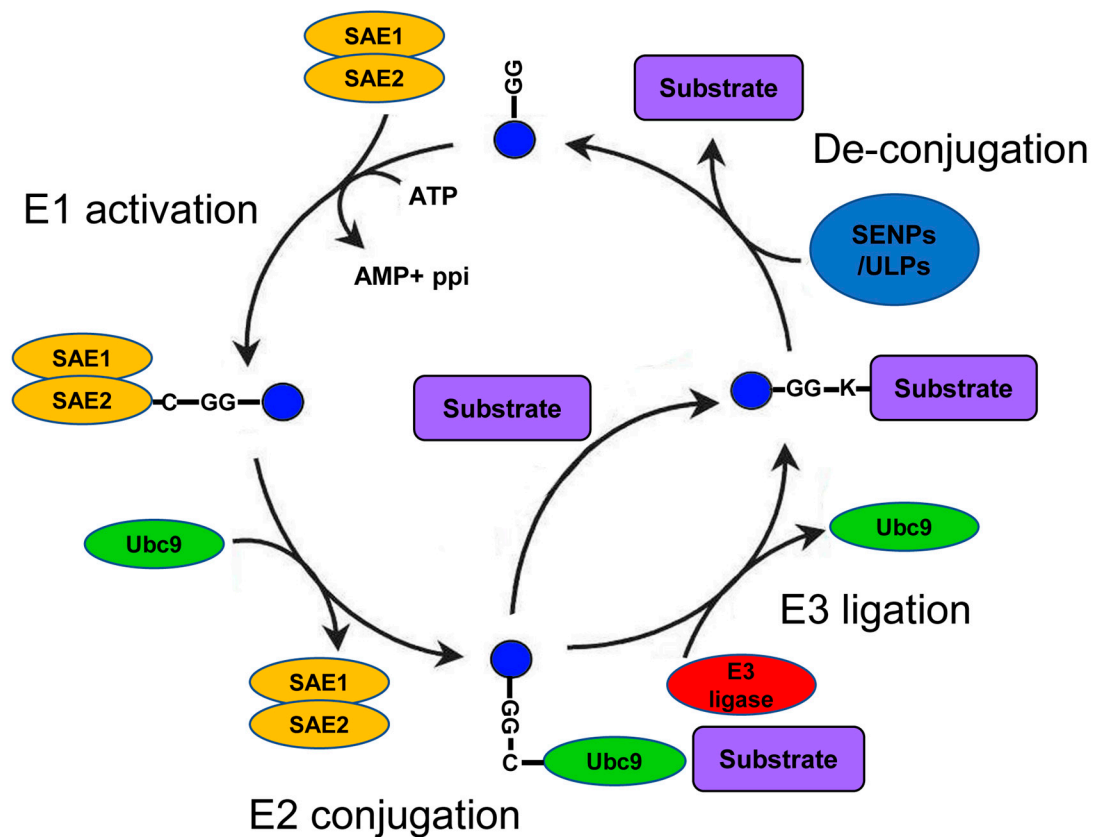 SAE1
SAE2
GG
Substrate
De-conjugation
E1 activation
ATP
AMP+ ppi
SENPs
/ULPs
SAE1
SAE2
C
GG
Substrate
GG
K
Substrate
Ubc9
Ubc9
E3 ligation
SAE1
SAE2
GG
C
Ubc9
E3
ligase
Substrate
E2 conjugation